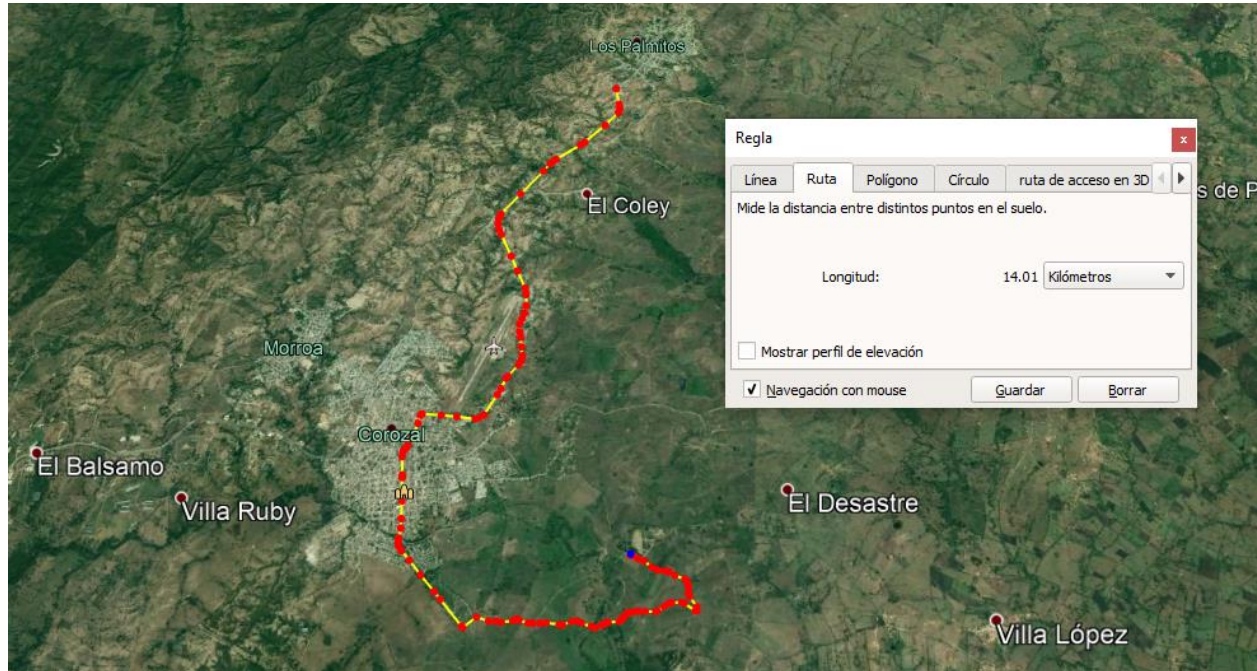 Los Palmitos
El Coley
Morroa
Corozal
El Balsamo
Villa Ruby
El Desastre
Villa López
s de P
Regla
x
Línea Ruta Polígono Círculo ruta de acceso en 3D
Mide la distancia entre distintos puntos en el suelo.
Longitud: 14.01 Kilómetros
Mostrar perfil de elevación
Navegación con mouse Guardar Borrar